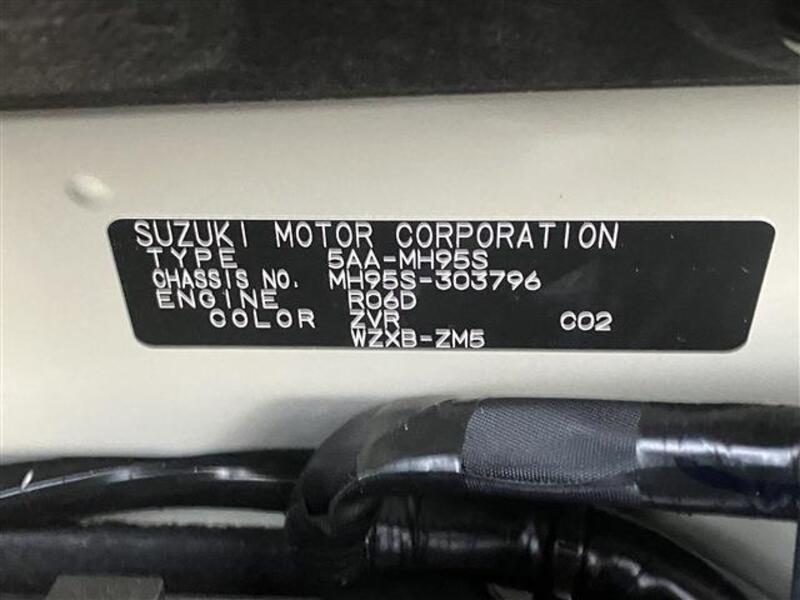 SUZUKI MOTOR CORPORATION
TYPE 5AA-MH95S
CHASSIS NO. MH95S-303796
ENGINE R06D
COLOR ZVR C02
WZXB-ZM5